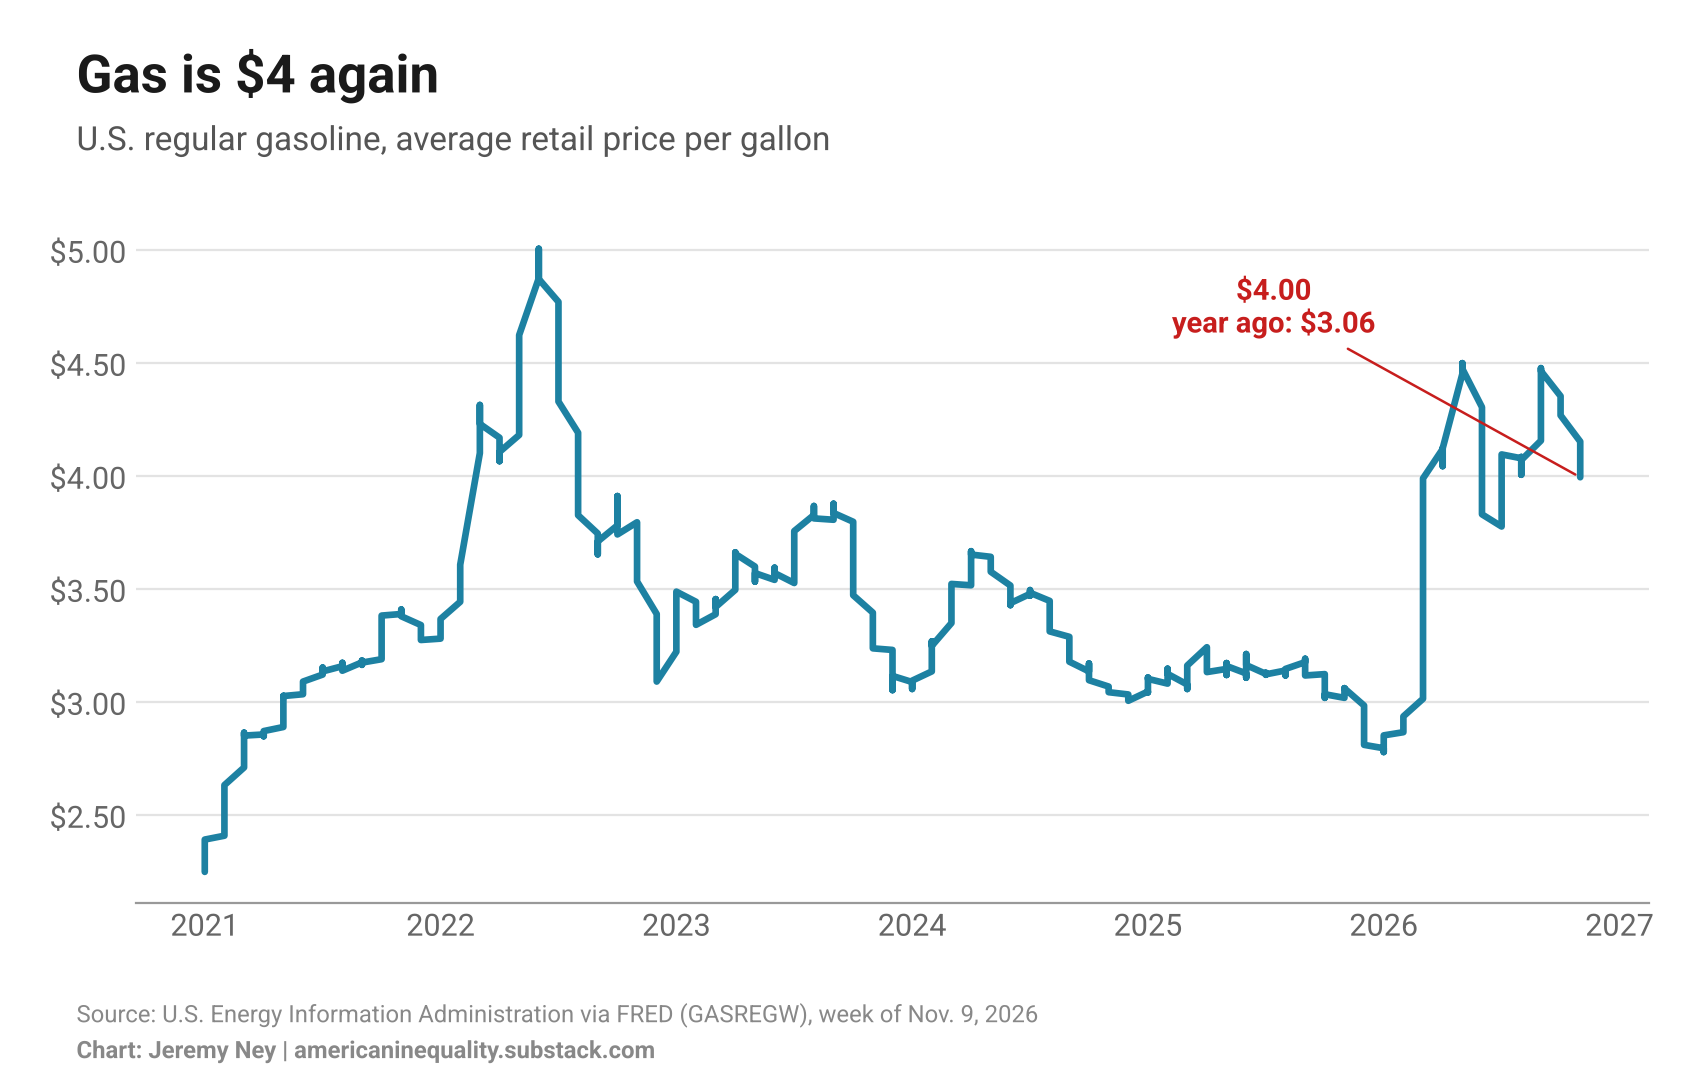 Gas is $4 again
U.S. regular gasoline, average retail price per gallon
$5.00
$4.50
$4.00
$3.50
$3.00
$2.50
$4.00
year ago: $3.06
2021 2022 2023 2024 2025 2026 2027
Source: U.S. Energy Information Administration via FRED (GASREGW), week of Nov. 9, 2026
Chart: Jeremy Ney | americaninequality.substack.com